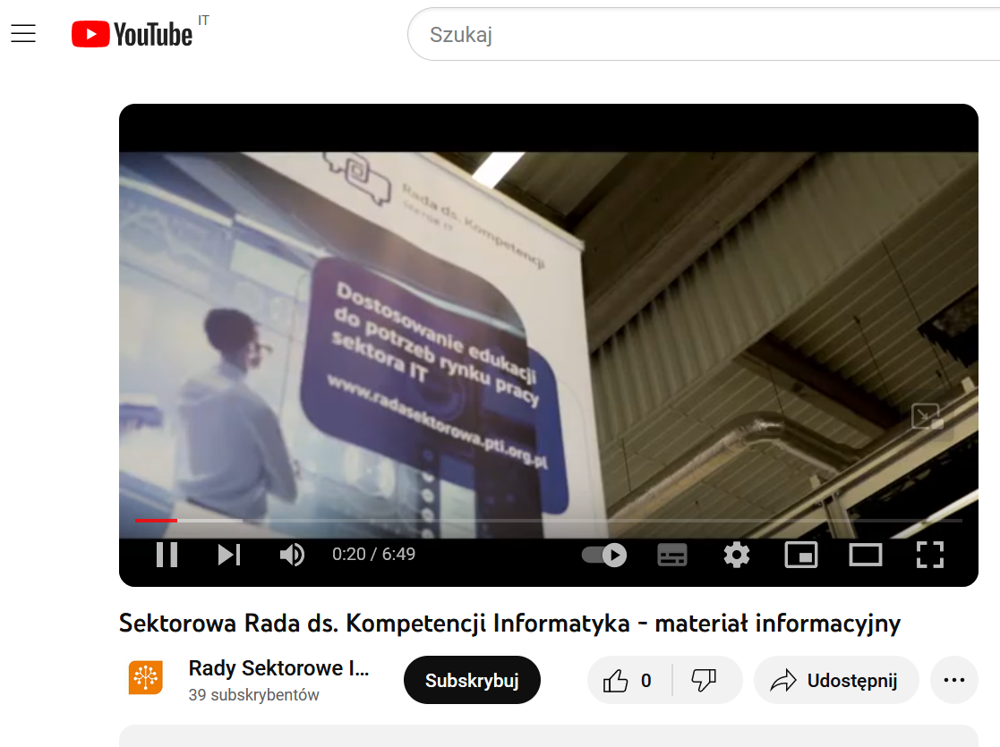 YouTube IT
Szukaj
Rada ds. Kompetencji
SEKTOR IT
Dostosowanie edukacji
do potrzeb rynku pracy
sektora IT
www.radasektorowa.pti.org.pl
0:20 / 6:49
Sektorowa Rada ds. Kompetencji Informatyka - materiał informacyjny
Rady Sektorowe I...
39 subskrybentów
Subskrybuj
0
Udostępnij